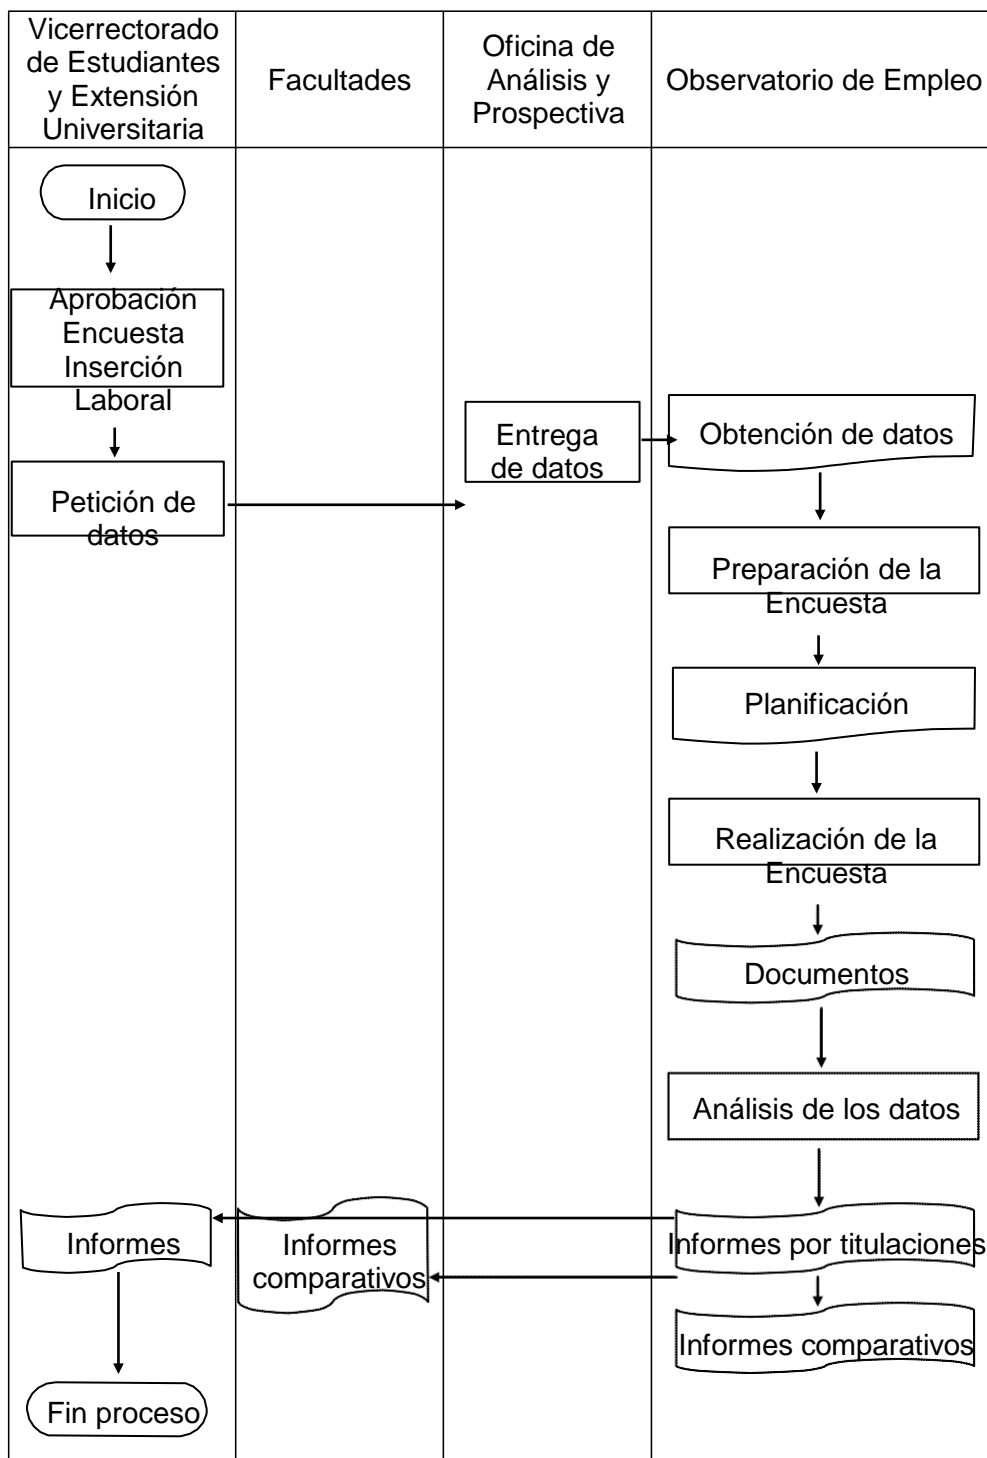 Vicerrectorado
de Estudiantes
y Extensión
Universitaria
Facultades
Oficina de
Análisis y
Prospectiva
Observatorio de Empleo
Inicio
Aprobación
Encuesta
Inserción
Laboral
Petición de
datos
Entrega
de datos
Obtención de datos
Preparación de la
Encuesta
Planificación
Realización de la
Encuesta
Documentos
Análisis de los datos
Informes por titulaciones
Informes comparativos
Informes
comparativos
Informes
Fin proceso